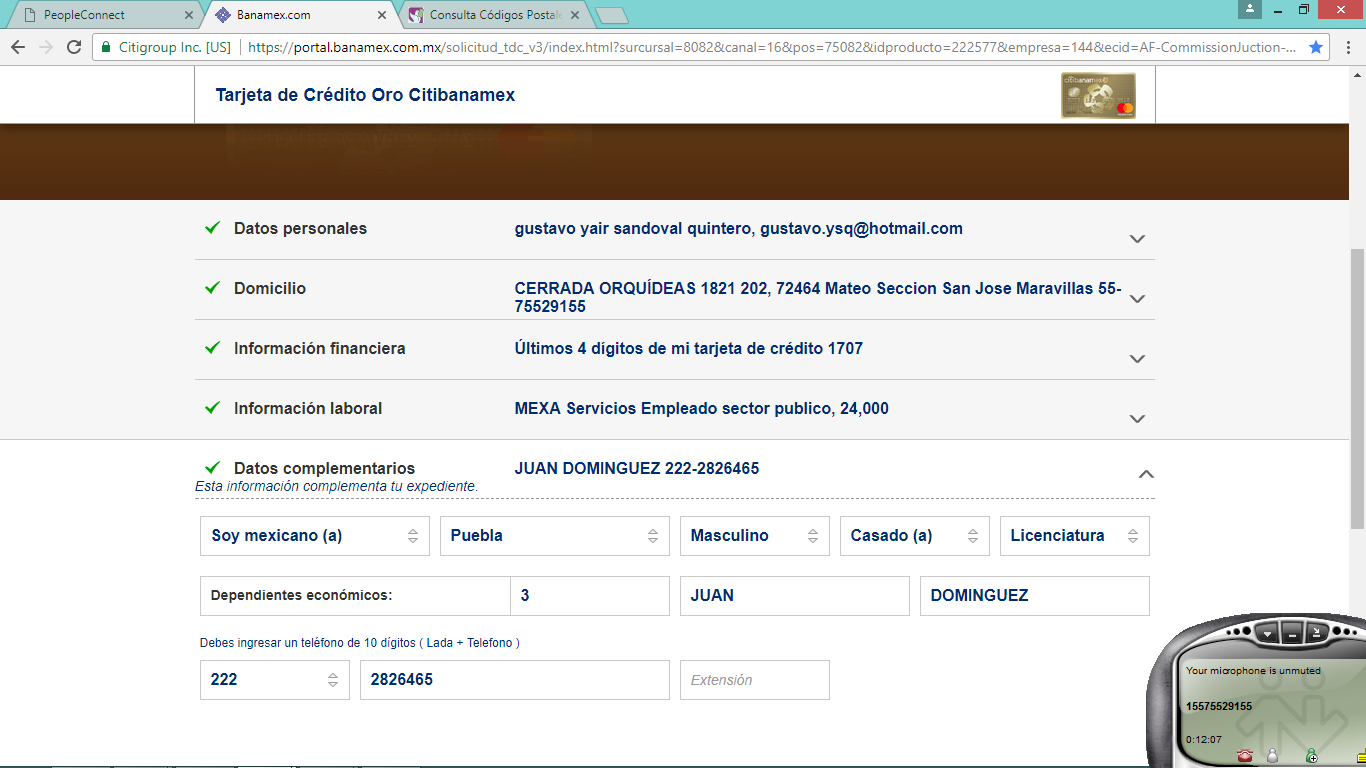 PeopleConnect
Banamex.com
Consulta Códigos Postale
Citigroup Inc. [US]
https://portal.banamex.com.mx/solicitud_tdc_v3/index.html?sursucal=8082&canal=16&pos=75082&idproducto=222577&empresa=144&ecid=AF-CommissionJuction-...
Tarjeta de Crédito Oro Citibanamex
citibanamex
Datos personales
gustavo yair sandoval quintero, gustavo.ysq@hotmail.com
Domicilio
CERRADA ORQUÍDEAS 1821 202, 72464 Mateo Seccion San Jose Maravillas 55-
75529155
Información financiera
Últimos 4 dígitos de mi tarjeta de crédito 1707
Información laboral
MEXA Servicios Empleado sector publico, 24,000
Datos complementarios
JUAN DOMINGUEZ 222-2826465
Esta información complementa tu expediente.
Soy mexicano (a)
Puebla
Masculino
Casado (a)
Licenciatura
Dependientes económicos:
3
JUAN
DOMINGUEZ
Debes ingresar un teléfono de 10 dígitos ( Lada + Telefono )
222
2826465
Extensión
Your microphone is unmuted
15575529155
0:12:07